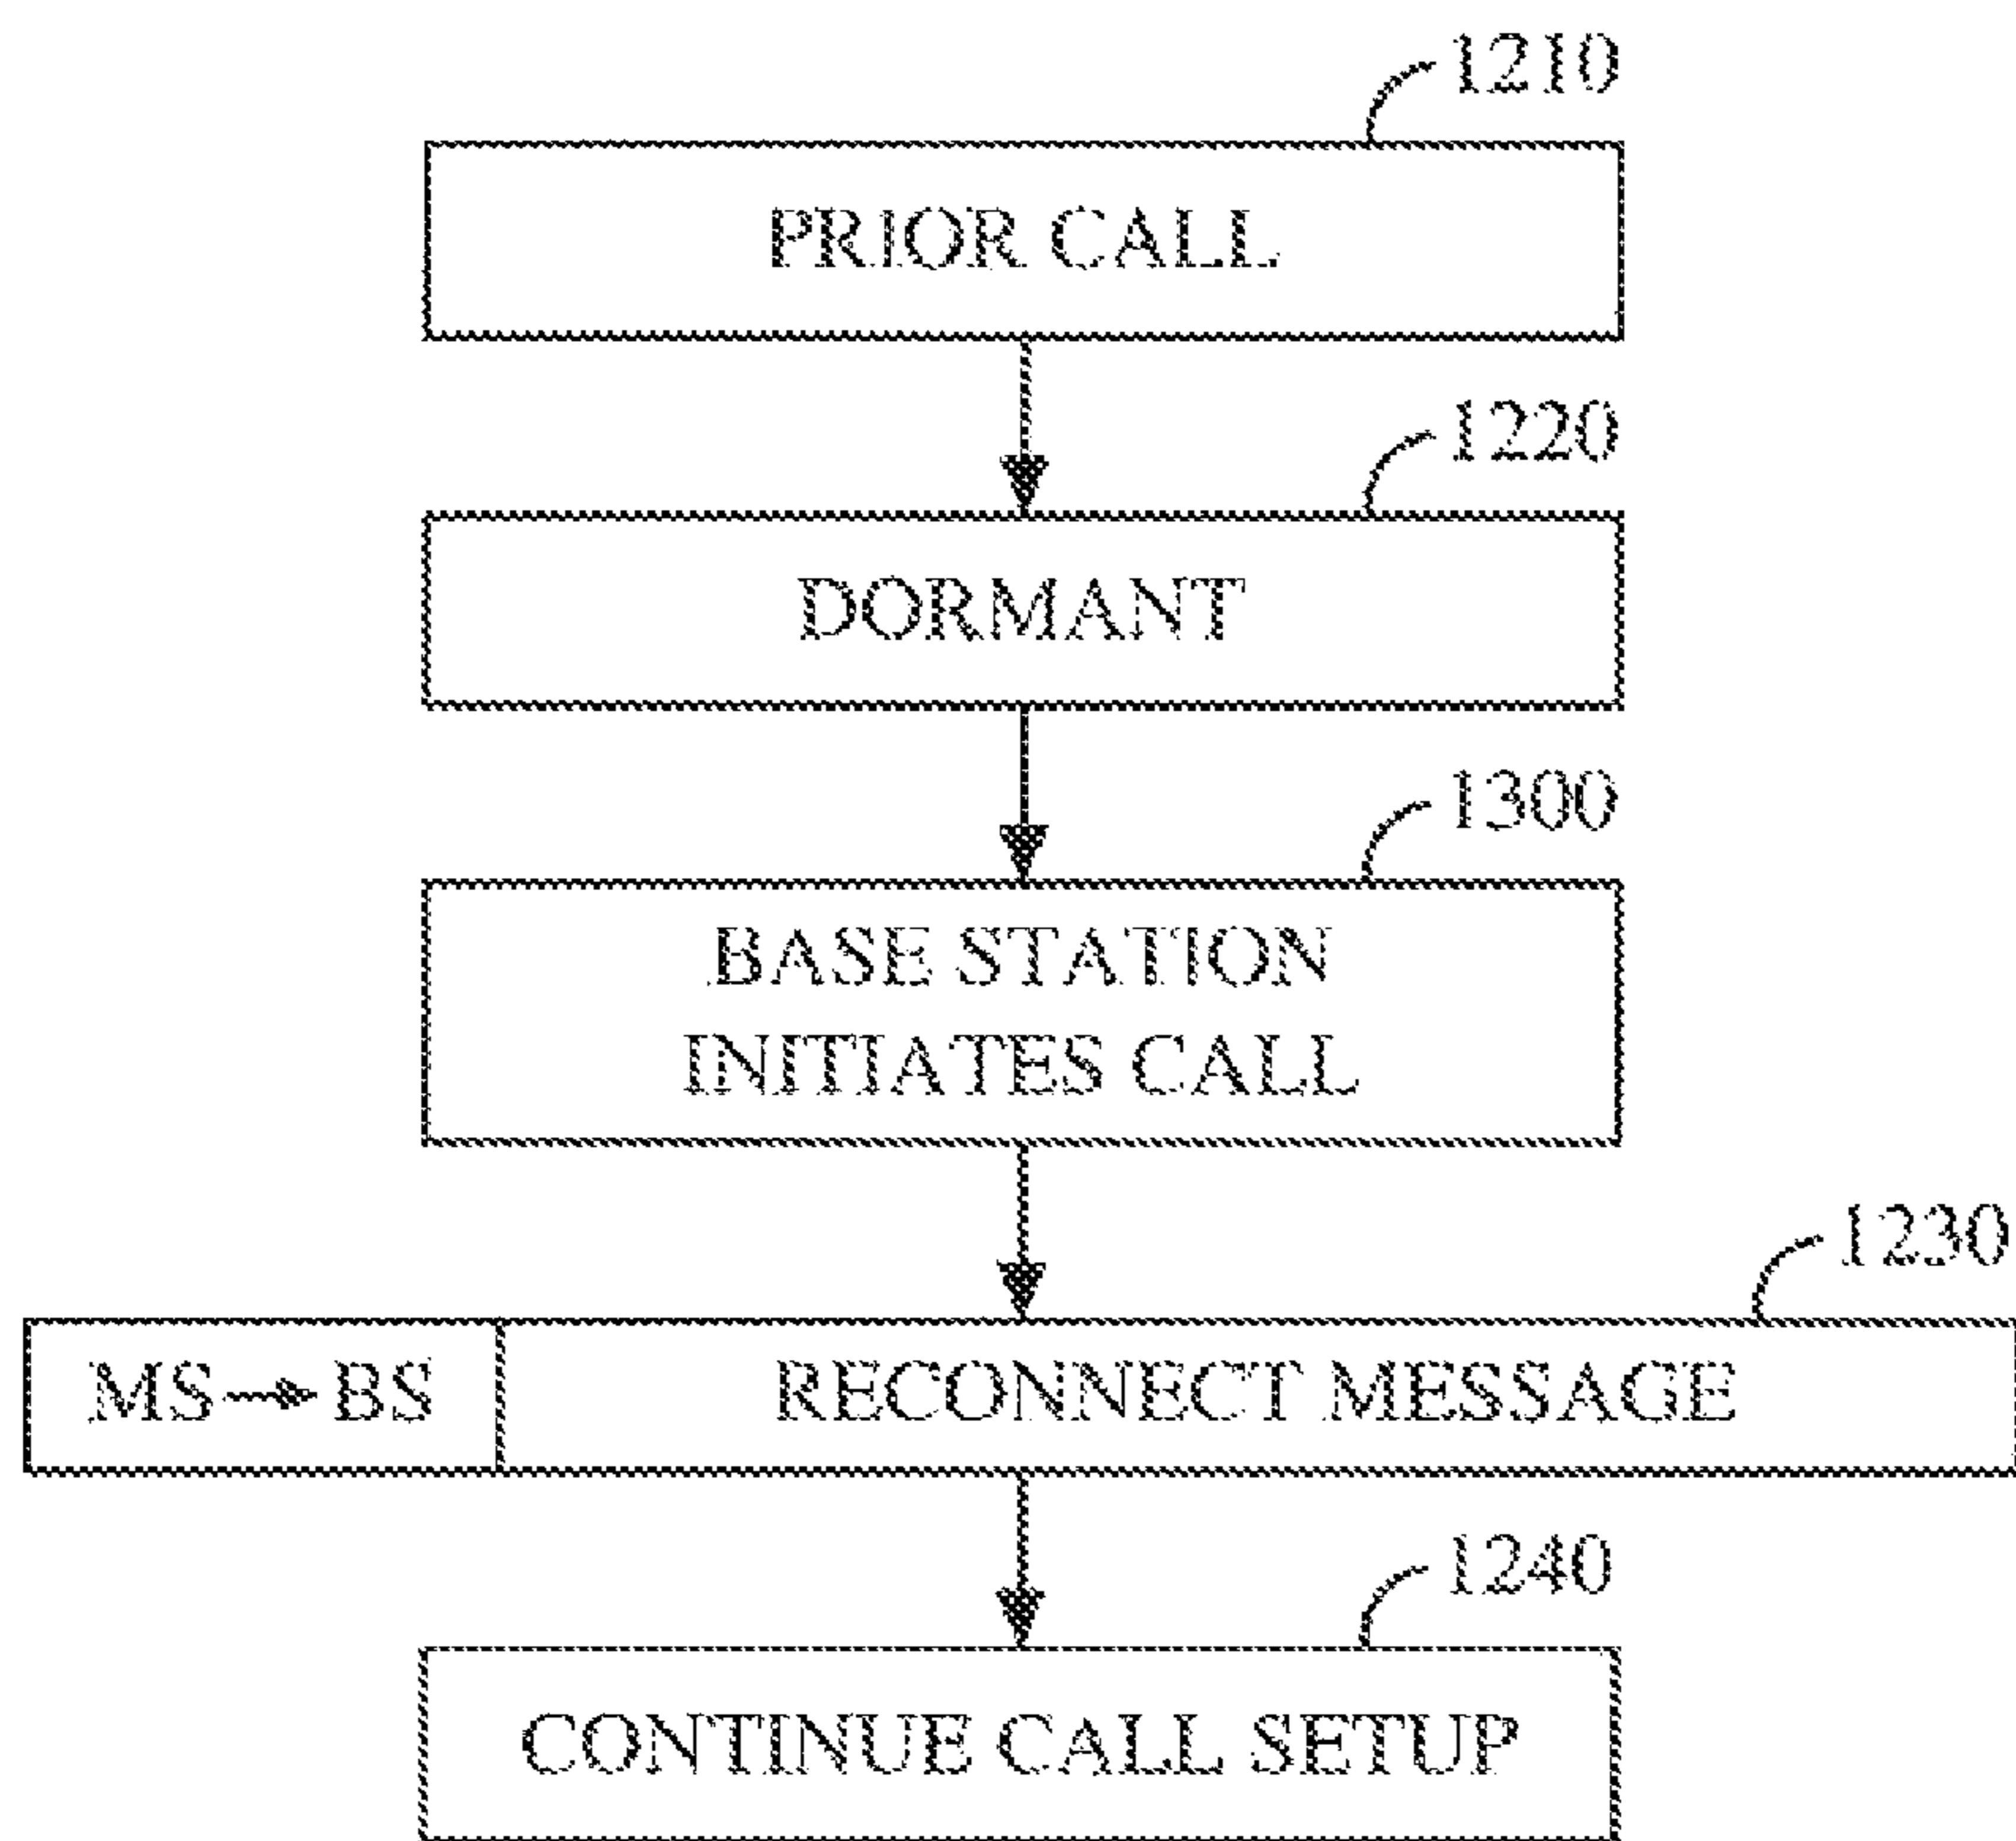 1210
PRIOR CALL
1220
DORMANT
1300
BASE STATION
INITIATES CALL
1230
MS→BS RECONNECT MESSAGE
1240
CONTINUE CALL SETUP